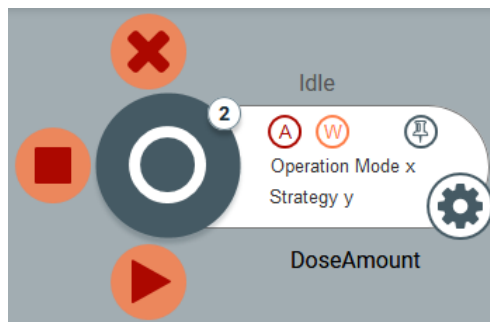 Idle
2
A W
Operation Mode x
Strategy y
DoseAmount